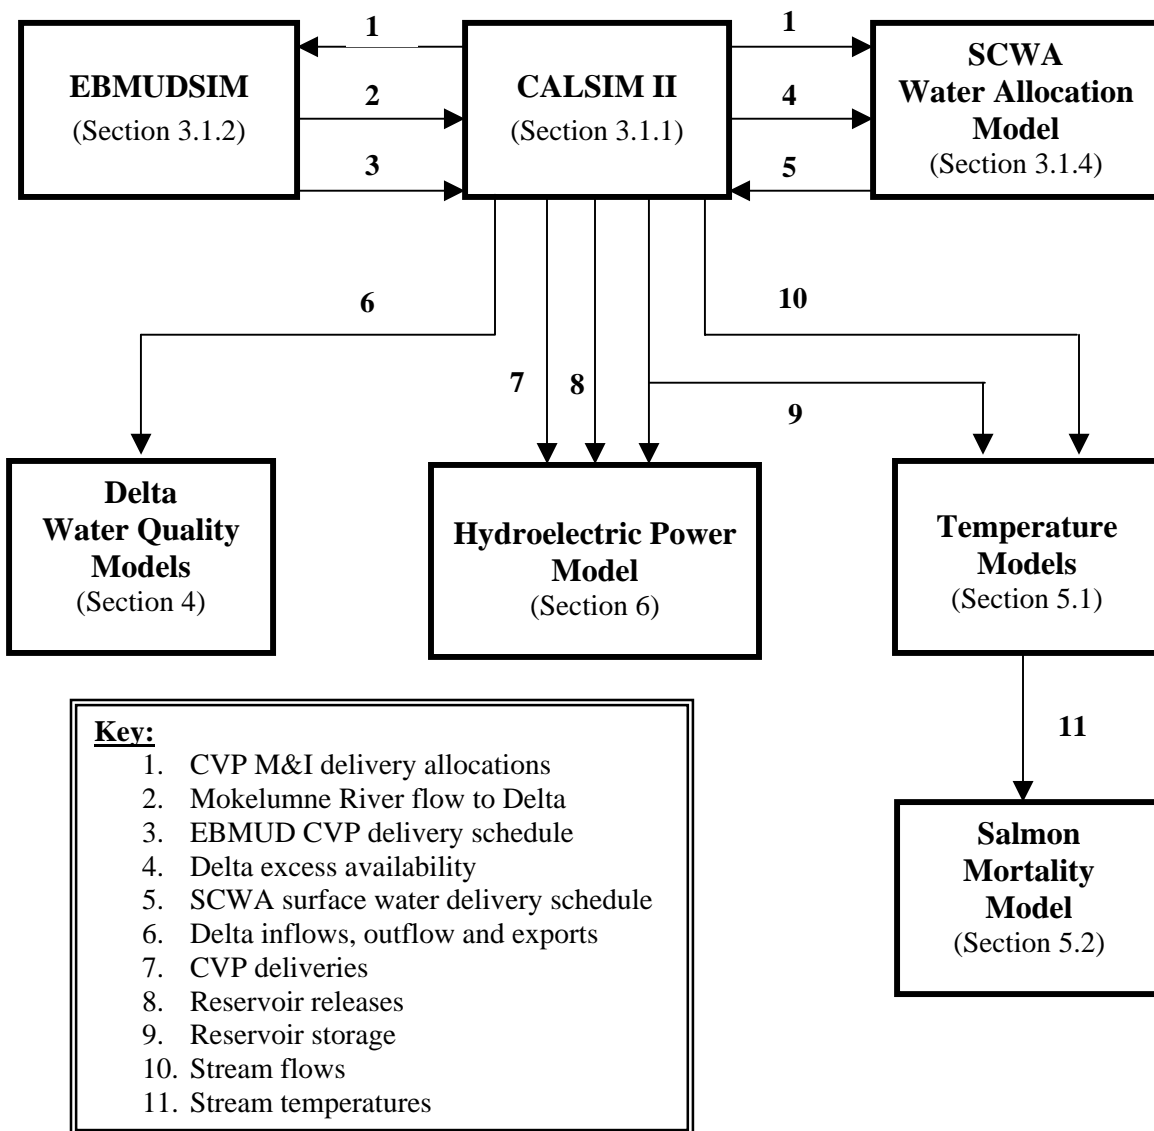 1
1
EBMUDSIM
(Section 3.1.2)
2
3
CALSIM II
(Section 3.1.1)
4
5
SCWA
Water Allocation
Model
(Section 3.1.4)
6
10
7
8
9
Delta
Water Quality
Models
(Section 4)
Hydroelectric Power
Model
(Section 6)
Temperature
Models
(Section 5.1)
11
Salmon
Mortality
Model
(Section 5.2)
Key:
1. CVP M&I delivery allocations
2. Mokelumne River flow to Delta
3. EBMUD CVP delivery schedule
4. Delta excess availability
5. SCWA surface water delivery schedule
6. Delta inflows, outflow and exports
7. CVP deliveries
8. Reservoir releases
9. Reservoir storage
10. Stream flows
11. Stream temperatures